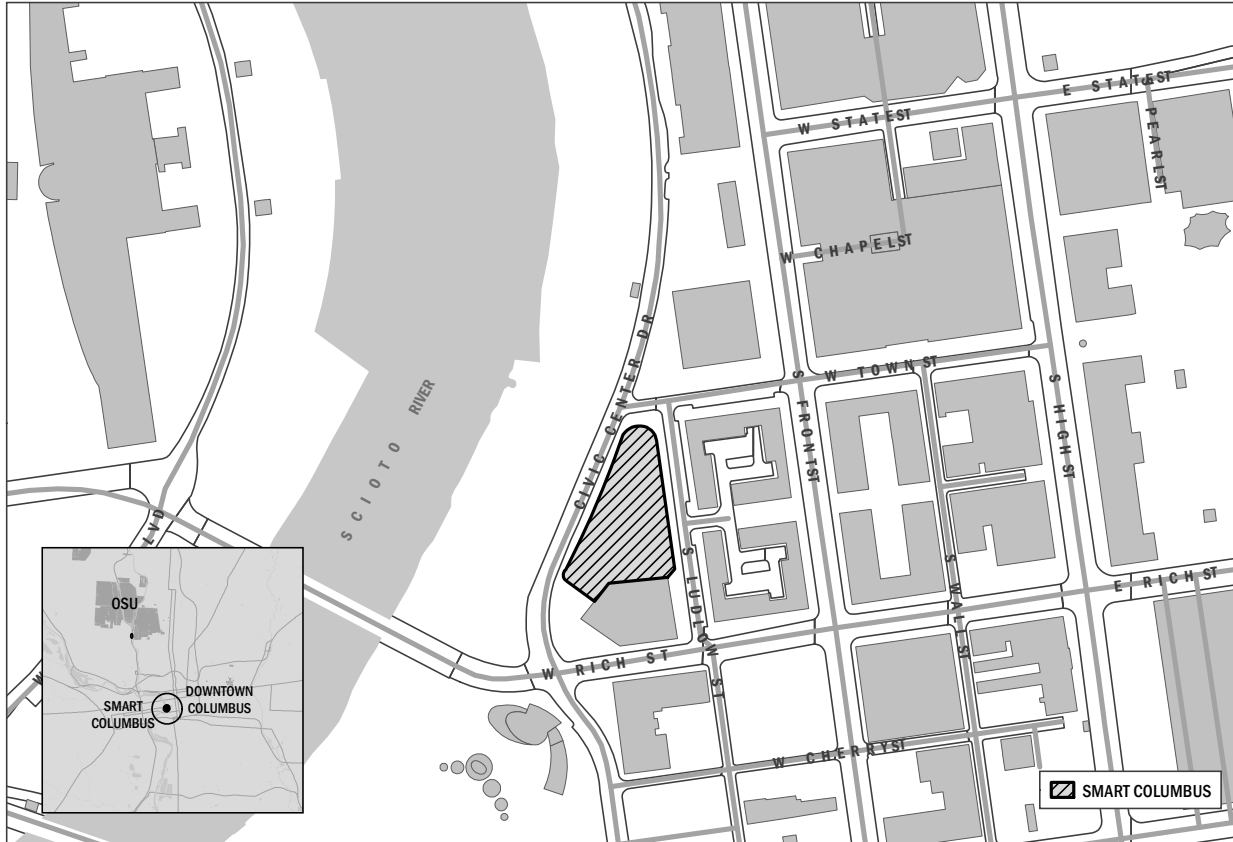 E STATE ST
W STATE ST
S PEARL ST
W CHAPEL ST
CIVIC CENTER DR
W TOWN ST
S FRONT ST
S HIGH ST
SCIOTO RIVER
LVD
S LUDLOW ST
S WALL ST
E RICH ST
W RICH ST
W
W CHERRY ST
OSU
DOWNTOWN
COLUMBUS
SMART
COLUMBUS
SMART COLUMBUS